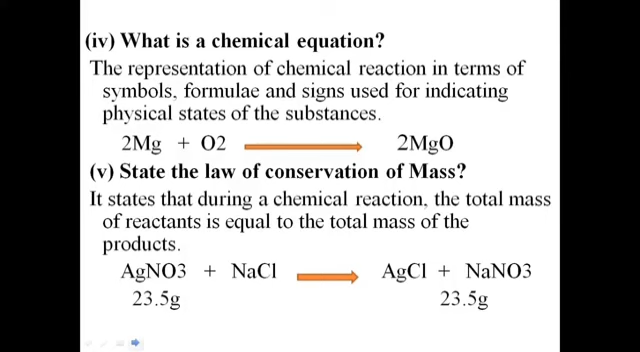 (iv) What is a chemical equation?
The representation of chemical reaction in terms of
symbols, formulae and signs used for indicating
physical states of the substances.
2Mg + O2 2MgO
(v) State the law of conservation of Mass?
It states that during a chemical reaction, the total mass
of reactants is equal to the total mass of the
products.
AgNO3 + NaCl AgCl + NaNO3
23.5g 23.5g